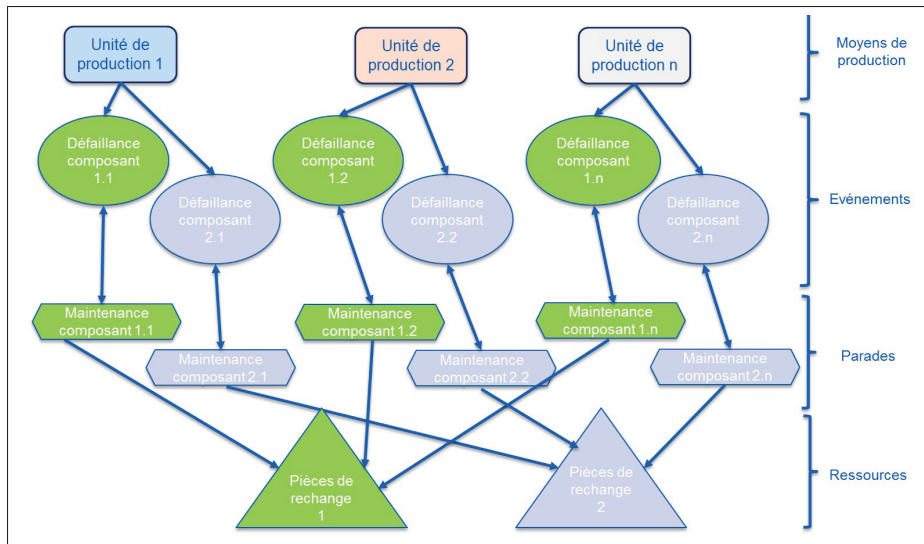 Unité de
production 1
Unité de
production 2
Unité de
production n
Moyens de
production
Défaillance
composant
1.1
Défaillance
composant
1.2
Défaillance
composant
1.n
Défaillance
composant
2.1
Défaillance
composant
2.2
Défaillance
composant
2.n
Evénements
Maintenance
composant 1.1
Maintenance
composant 1.2
Maintenance
composant 1.n
Maintenance
composant 2.1
Maintenance
composant 2.2
Maintenance
composant 2.n
Parades
Pièces de
rechange
1
Pièces de
rechange
2
Ressources